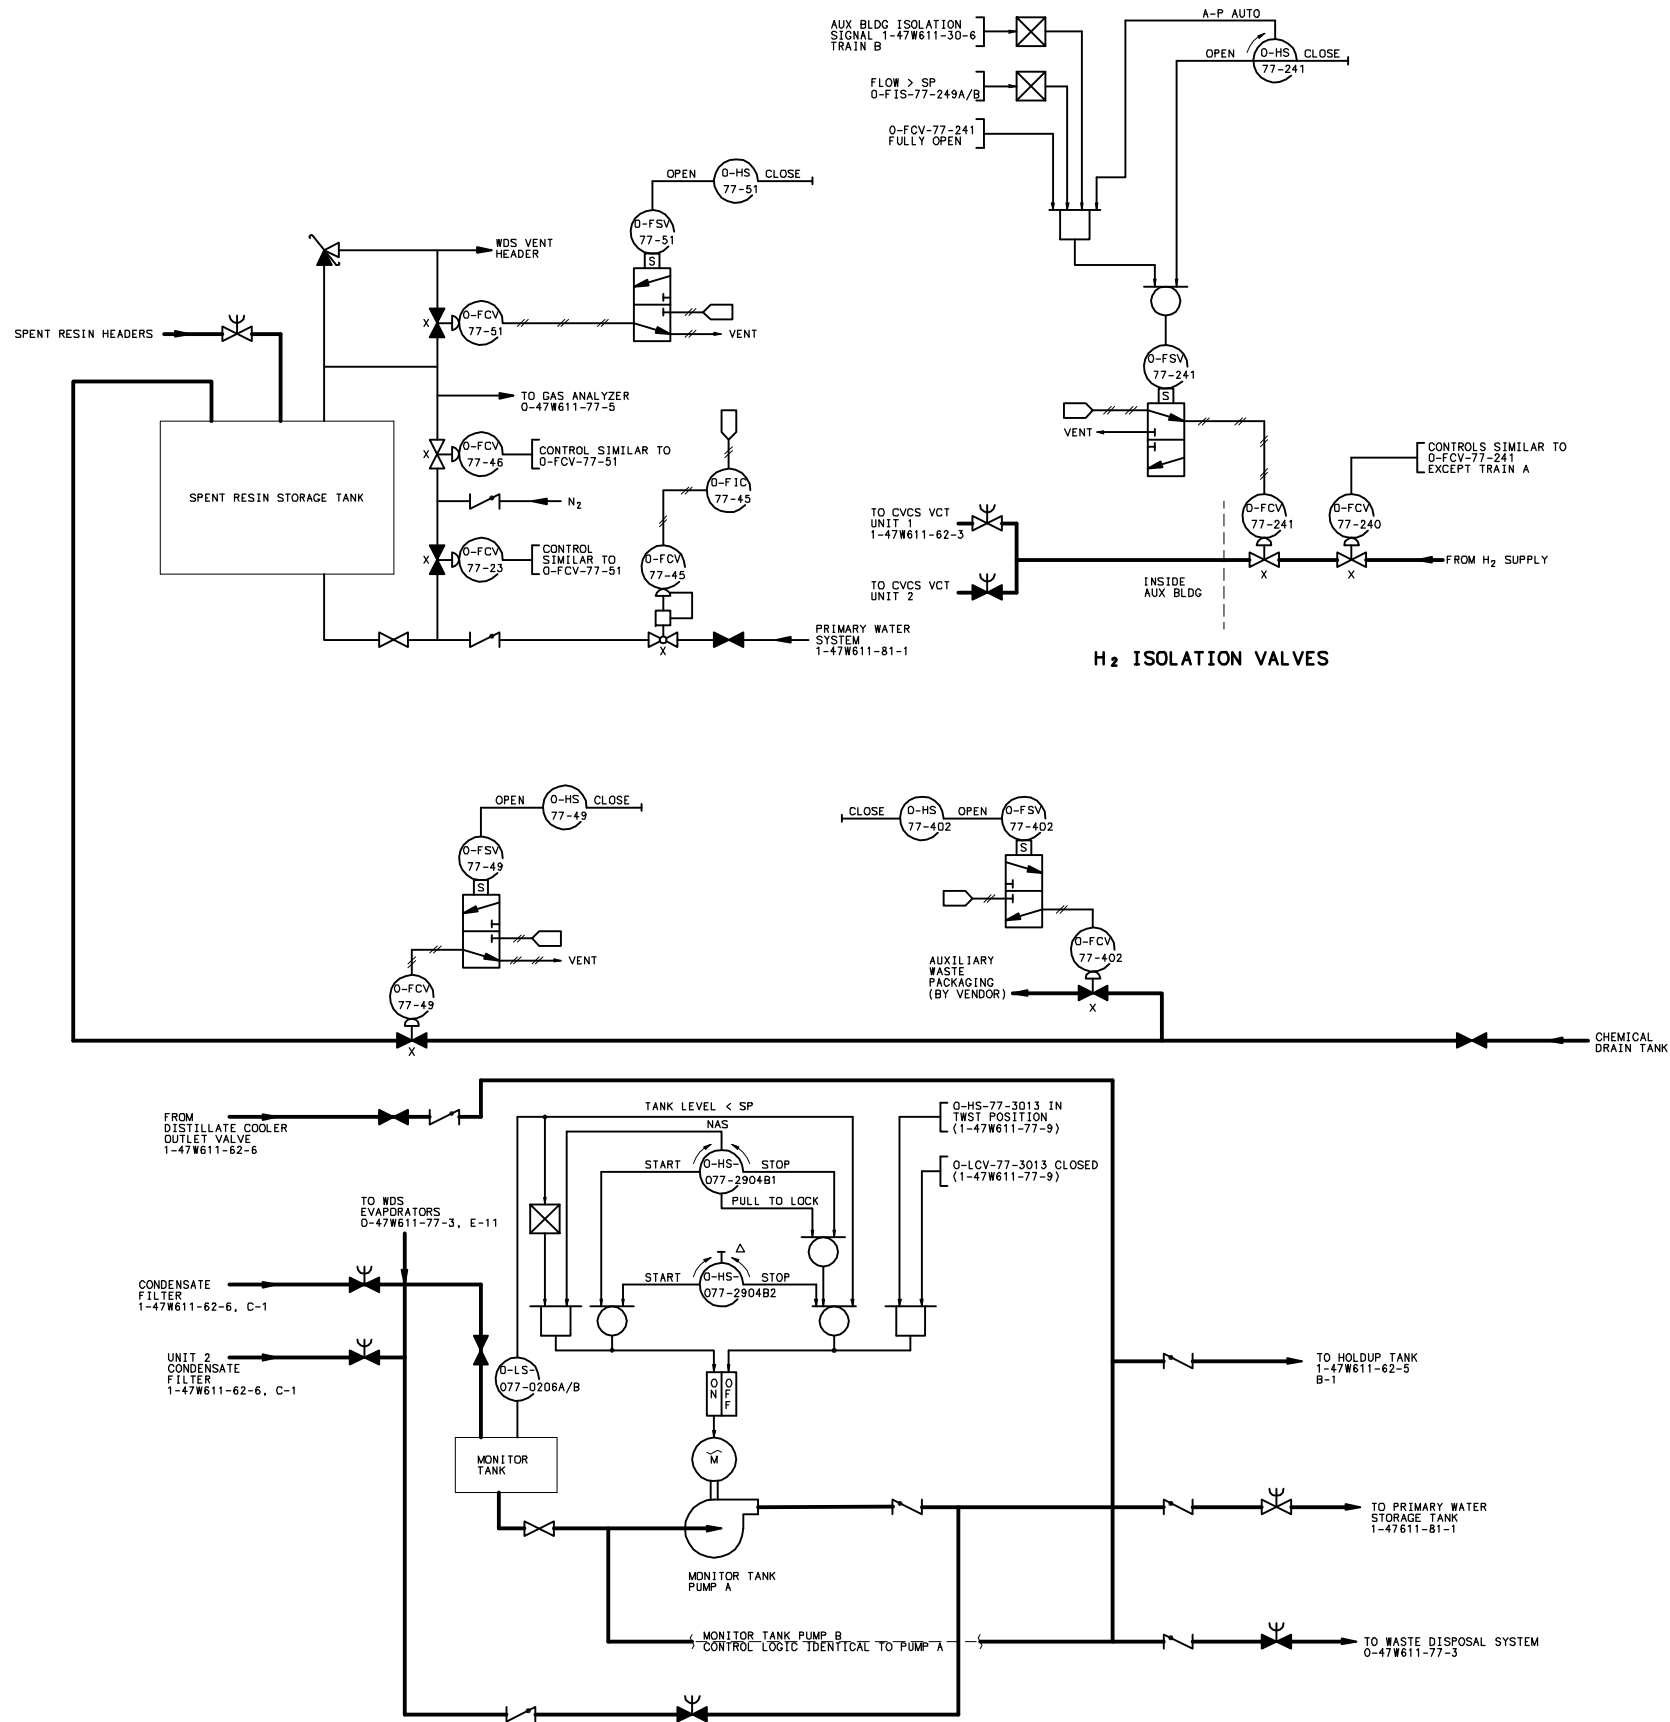 AUX BLDG ISOLATION
SIGNAL 1-47W611-30-6
TRAIN B
A-P AUTO
OPEN
0-HS
77-241
CLOSE
FLOW > SP
0-FIS-77-249A/B
0-FCV-77-241
FULLY OPEN
OPEN
0-HS
77-51
CLOSE
0-FSV
77-51
S
WDS VENT
HEADER
0-FCV
77-51
VENT
SPENT RESIN HEADERS
TO GAS ANALYZER
0-47W611-77-5
0-FCV
77-46
CONTROL SIMILAR TO
0-FCV-77-51
SPENT RESIN STORAGE TANK
N2
0-FIC
77-45
0-FCV
77-23
CONTROL
SIMILAR TO
0-FCV-77-51
0-FCV
77-45
X
X
X
X
PRIMARY WATER
SYSTEM
1-47W611-81-1
0-FSV
77-241
S
VENT
CONTROLS SIMILAR TO
0-FCV-77-241
EXCEPT TRAIN A
TO CVCS VCT
UNIT 1
1-47W611-62-3
0-FCV
77-241
0-FCV
77-240
FROM H2 SUPPLY
X
X
TO CVCS VCT
UNIT 2
INSIDE
AUX BLDG
H2 ISOLATION VALVES
OPEN
0-HS
77-49
CLOSE
0-FSV
77-49
S
VENT
0-FCV
77-49
X
CLOSE
0-HS
77-402
OPEN
0-FSV
77-402
S
0-FCV
77-402
X
AUXILIARY
WASTE
PACKAGING
(BY VENDOR)
CHEMICAL
DRAIN TANK
FROM
DISTILLATE COOLER
OUTLET VALVE
1-47W611-62-6
TANK LEVEL < SP
NAS
START
0-HS-
077-2904B1
STOP
PULL TO LOCK
0-HS-77-3013 IN
TWST POSITION
(1-47W611-77-9)
0-LCV-77-3013 CLOSED
(1-47W611-77-9)
TO WDS
EVAPORATORS
0-47W611-77-3, E-11
START
0-HS-
077-2904B2
STOP
CONDENSATE
FILTER
1-47W611-62-6, C-1
UNIT 2
CONDENSATE
FILTER
1-47W611-62-6, C-1
0-LS-
077-0206A/B
ON
OFF
M
TO HOLDUP TANK
1-47W611-62-5
B-1
MONITOR
TANK
TO PRIMARY WATER
STORAGE TANK
1-47611-81-1
MONITOR TANK
PUMP A
MONITOR TANK PUMP B
CONTROL LOGIC IDENTICAL TO PUMP A
TO WASTE DISPOSAL SYSTEM
0-47W611-77-3